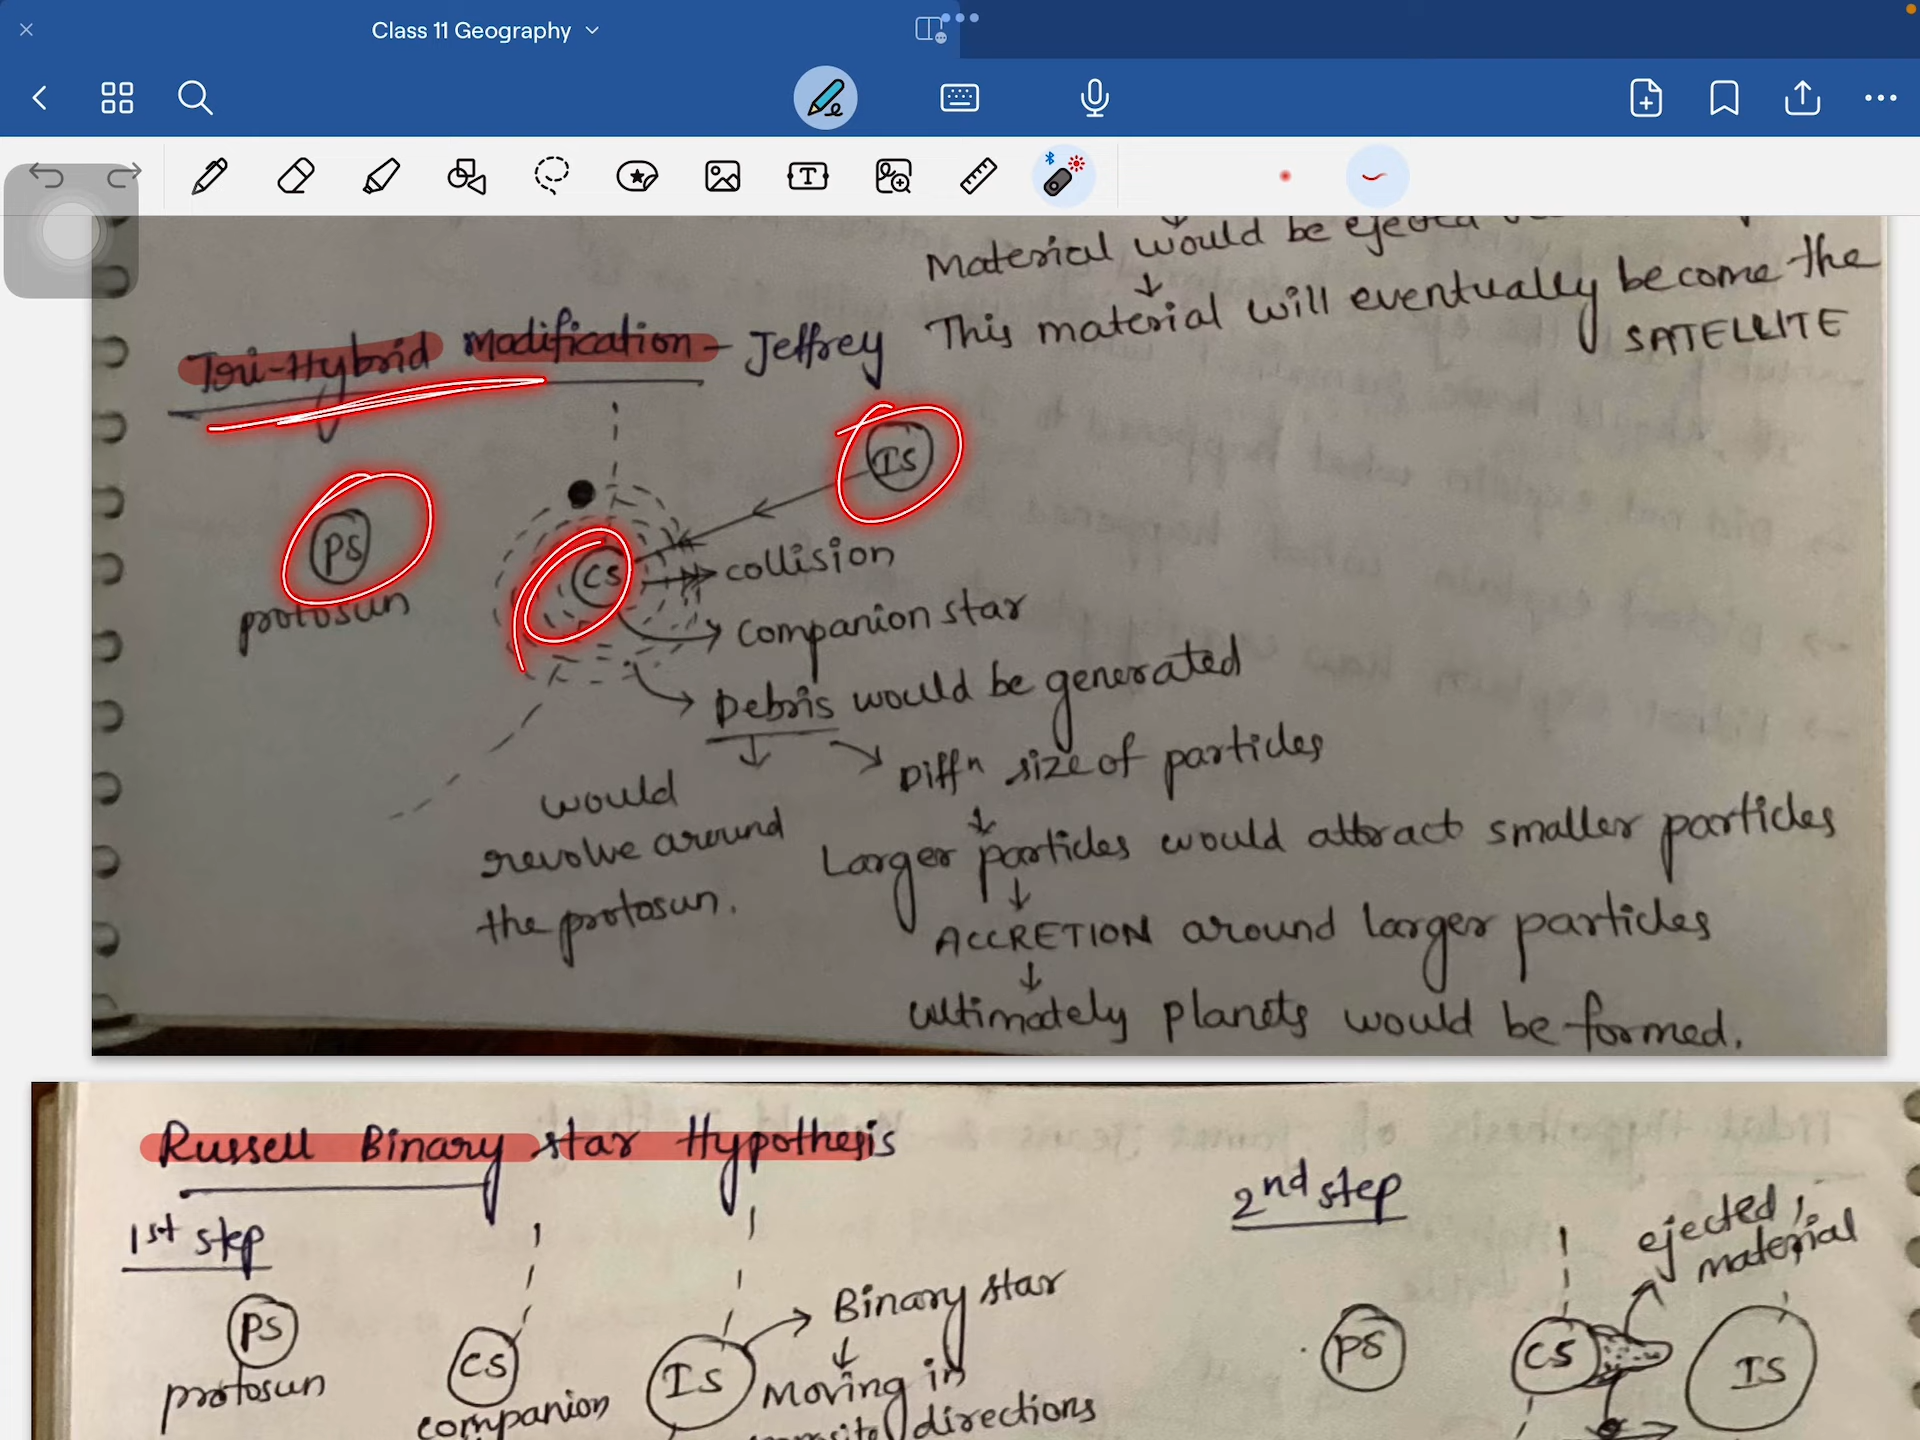 Class 11 Geography
Material would be ejected
This material will eventually become the
SATELLITE
Tri-Hybrid Modification - Jeffrey
IS
PS
protosun
CS
collision
companion star
Debris would be generated
would
revolve around
the protosun.
Diffn size of particles
Larger particles would attract smaller particles
ACCRETION around larger particles
ultimately planets would be formed.
Russell Binary star Hypothesis
1st step
PS
protosun
CS
companion
IS
Binary star
Moving in
directions
2nd step
ejected
material
PS
CS
IS